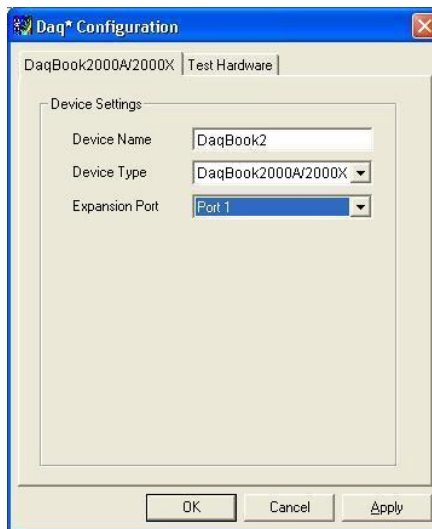 Daq* Configuration
DaqBook2000A/2000X Test Hardware
Device Settings
Device Name DaqBook2
Device Type DaqBook2000A/2000X
Expansion Port Port 1
OK Cancel Apply